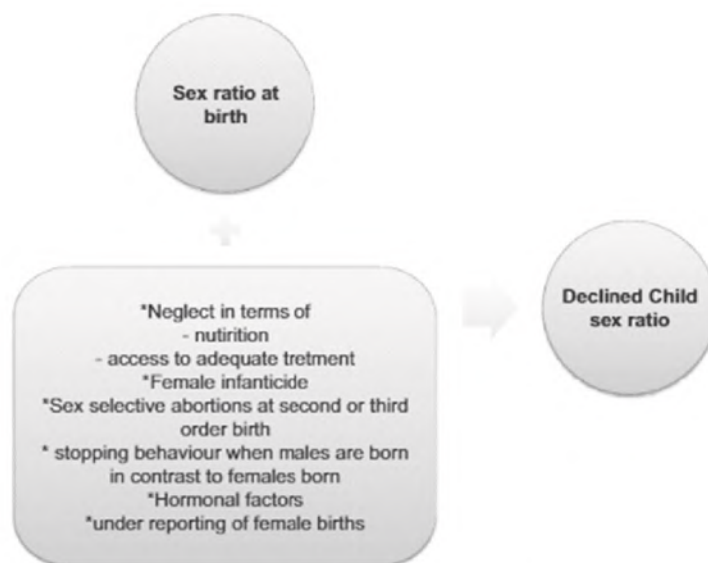 Sex ratio at
birth
+
*Neglect in terms of
- nutirition
- access to adequate tretment
*Female infanticide
*Sex selective abortions at second or third
order birth
* stopping behaviour when males are born
in contrast to females born
*Hormonal factors
*under reporting of female births
Declined Child
sex ratio